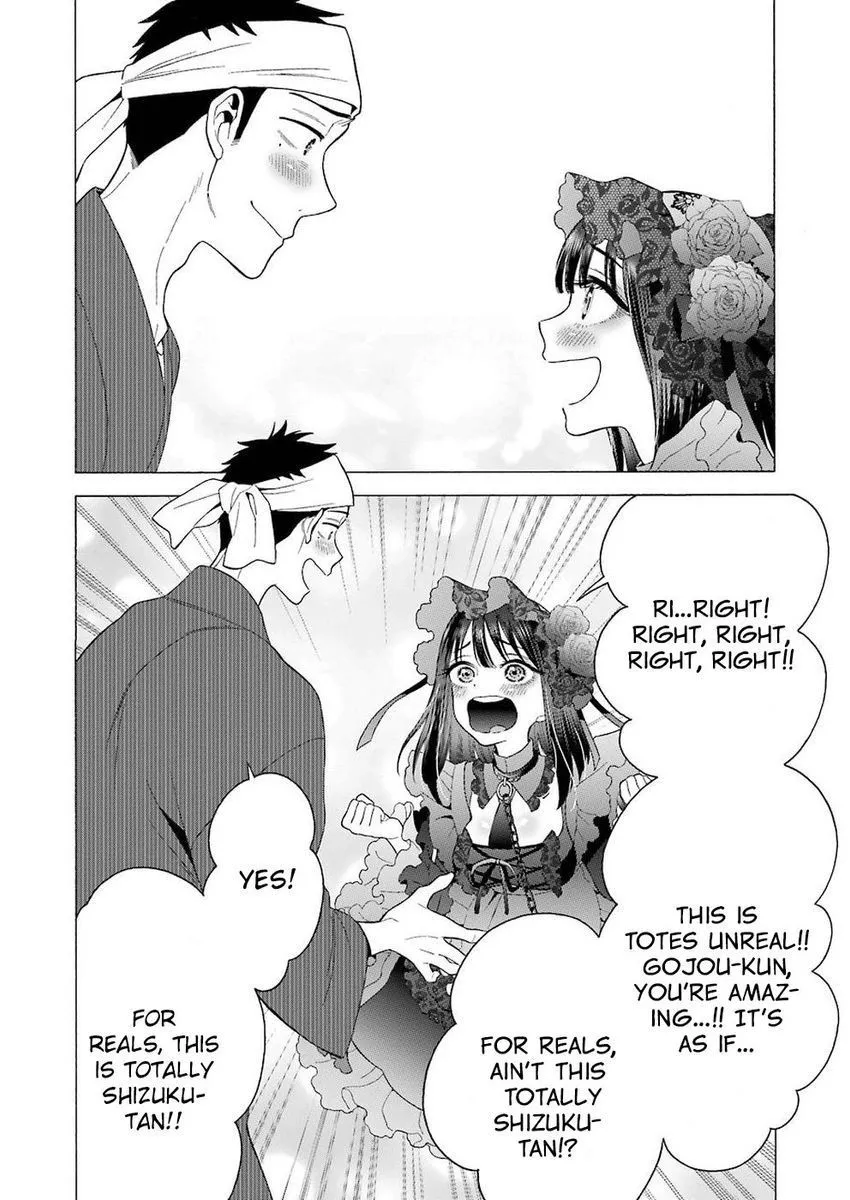 RI...RIGHT!
RIGHT, RIGHT,
RIGHT, RIGHT!!
THIS IS
TOTES UNREAL!!
GOJOU-KUN,
YOU'RE AMAZ-
ING...!! IT'S
AS IF...
FOR REALS,
AIN'T THIS
TOTALLY
SHIZUKU-
TAN!?
YES!
FOR
REALS, THIS
IS TOTALLY
SHIZUKU-
TAN!!